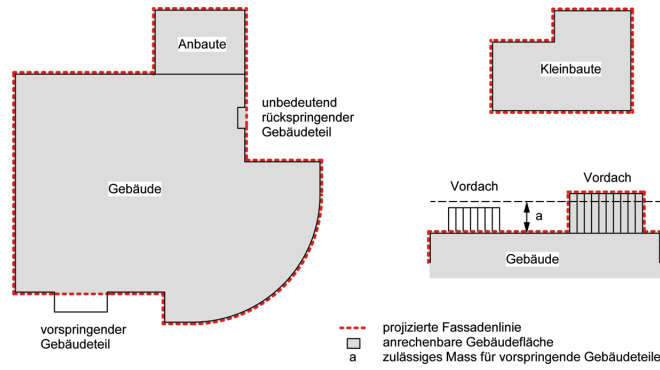 Anbaute
Kleinbaute
unbedeutend
rückspringender
Gebäudeteil
Gebäude
Vordach
Vordach
a
Gebäude
vorspringender
Gebäudeteil
projizierte Fassadenlinie
anrechenbare Gebäudefläche
a zulässiges Mass für vorspringende Gebäudeteile